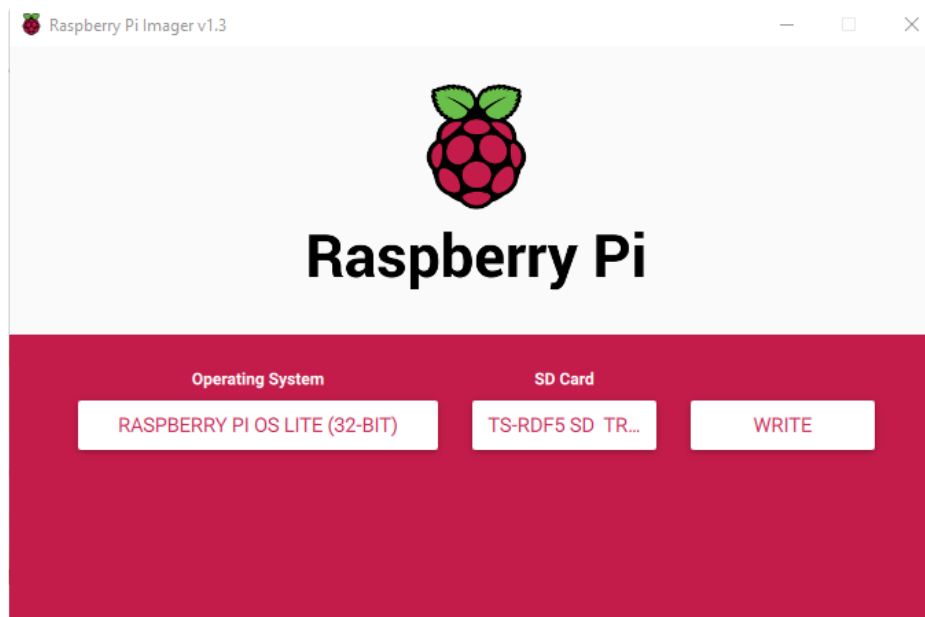 Raspberry Pi Imager v1.3
Raspberry Pi
Operating System
SD Card
RASPBERRY PI OS LITE (32-BIT)
TS-RDF5 SD TR...
WRITE